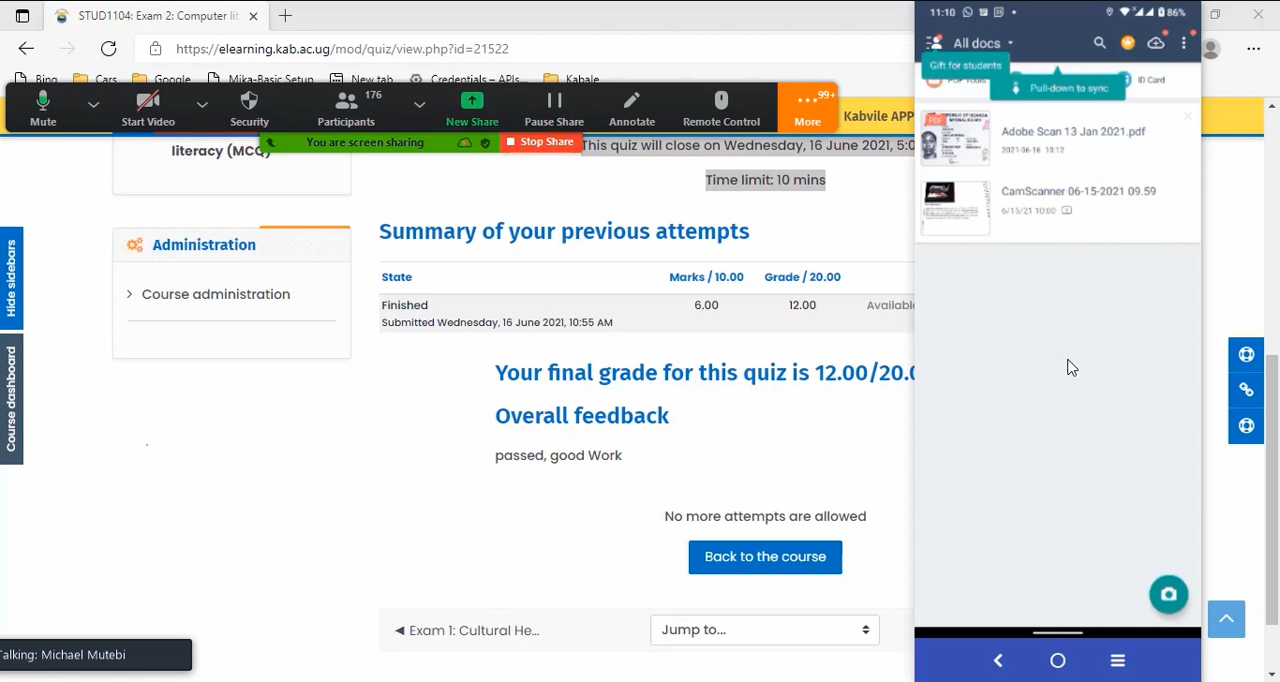 STUD1104: Exam 2: Computer lit
https://elearning.kab.ac.ug/mod/quiz/view.php?id=21522
Bing
Cars
Google
Mika-Basic Setup
New tab
Credentials – APIs...
Kabale
Mute
Start Video
Security
176
Participants
New Share
Pause Share
Annotate
Remote Control
99+
More
Kabvile APP
You are screen sharing
Stop Share
literacy (MCQ)
This quiz will close on Wednesday, 16 June 2021, 5:0
Time limit: 10 mins
Hide sidebars
Course dashboard
Administration
Course administration
Summary of your previous attempts
State Marks / 10.00 Grade / 20.00
Finished 6.00 12.00 Available
Submitted Wednesday, 16 June 2021, 10:55 AM
Your final grade for this quiz is 12.00/20.0
Overall feedback
passed, good Work
No more attempts are allowed
Back to the course
◄ Exam 1: Cultural He...
Jump to...
Talking: Michael Mutebi
11:10 86%
All docs
Gift for students
PDF Tools
Pull-down to sync
ID Card
PDF
Adobe Scan 13 Jan 2021.pdf
2021-06-16 10:12
CamScanner 06-15-2021 09.59
6/15/21 10:00